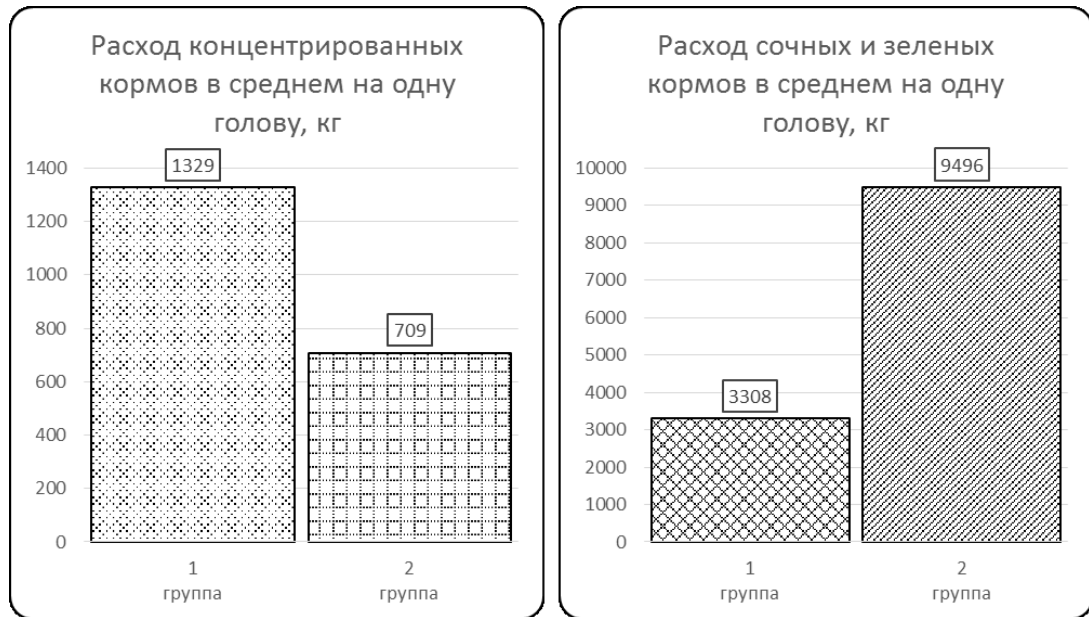 Расход концентрированных
кормов в среднем на одну
голову, кг
1400
1200
1000
800
600
400
200
0
1329
709
1
группа
2
группа
Расход сочных и зеленых
кормов в среднем на одну
голову, кг
10000
9000
8000
7000
6000
5000
4000
3000
2000
1000
0
3308
9496
1
группа
2
группа